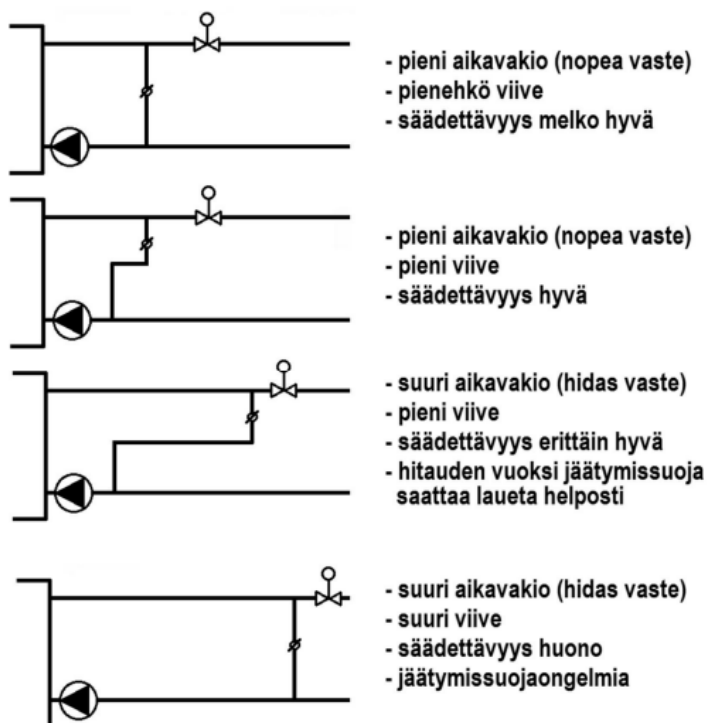 - pieni aikavakio (nopea vaste)
- pienehkö viive
- säädettävyys melko hyvä
- pieni aikavakio (nopea vaste)
- pieni viive
- säädettävyys hyvä
- suuri aikavakio (hidas vaste)
- pieni viive
- säädettävyys erittäin hyvä
- hitauden vuoksi jäätymissuoja
saattaa laueta helposti
- suuri aikavakio (hidas vaste)
- suuri viive
- säädettävyys huono
- jäätymissuojaongelmia